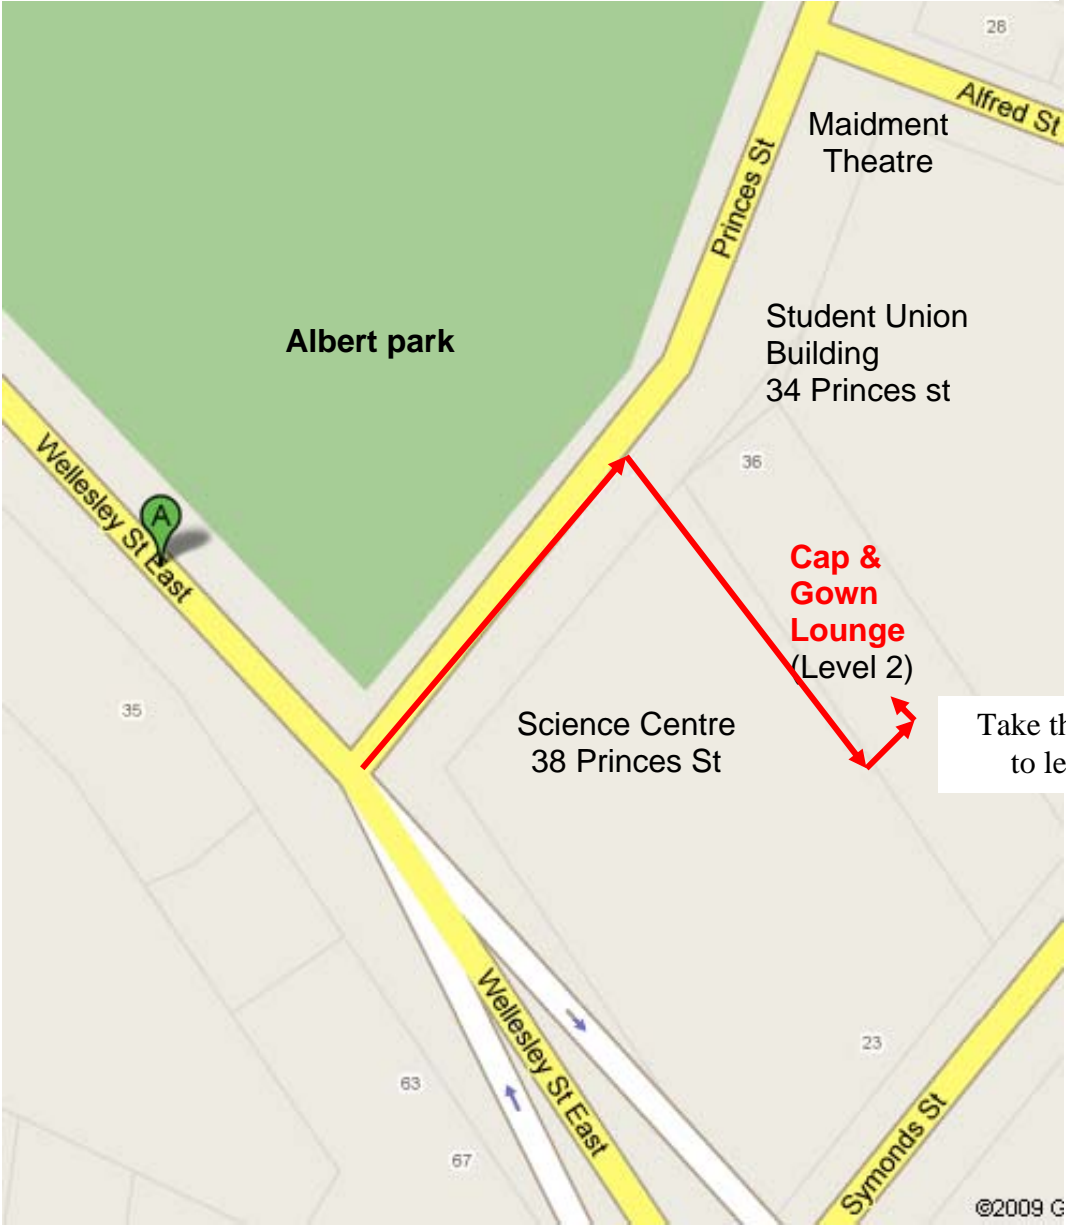 28
Alfred St
Maidment
Theatre
Princes St
Student Union
Building
34 Princes st
Albert park
36
Wellesley St East
A
Cap &
Gown
Lounge
(Level 2)
35
Science Centre
38 Princes St
Take th
to le
Wellesley St East
23
63
67
Symonds St
©2009 G